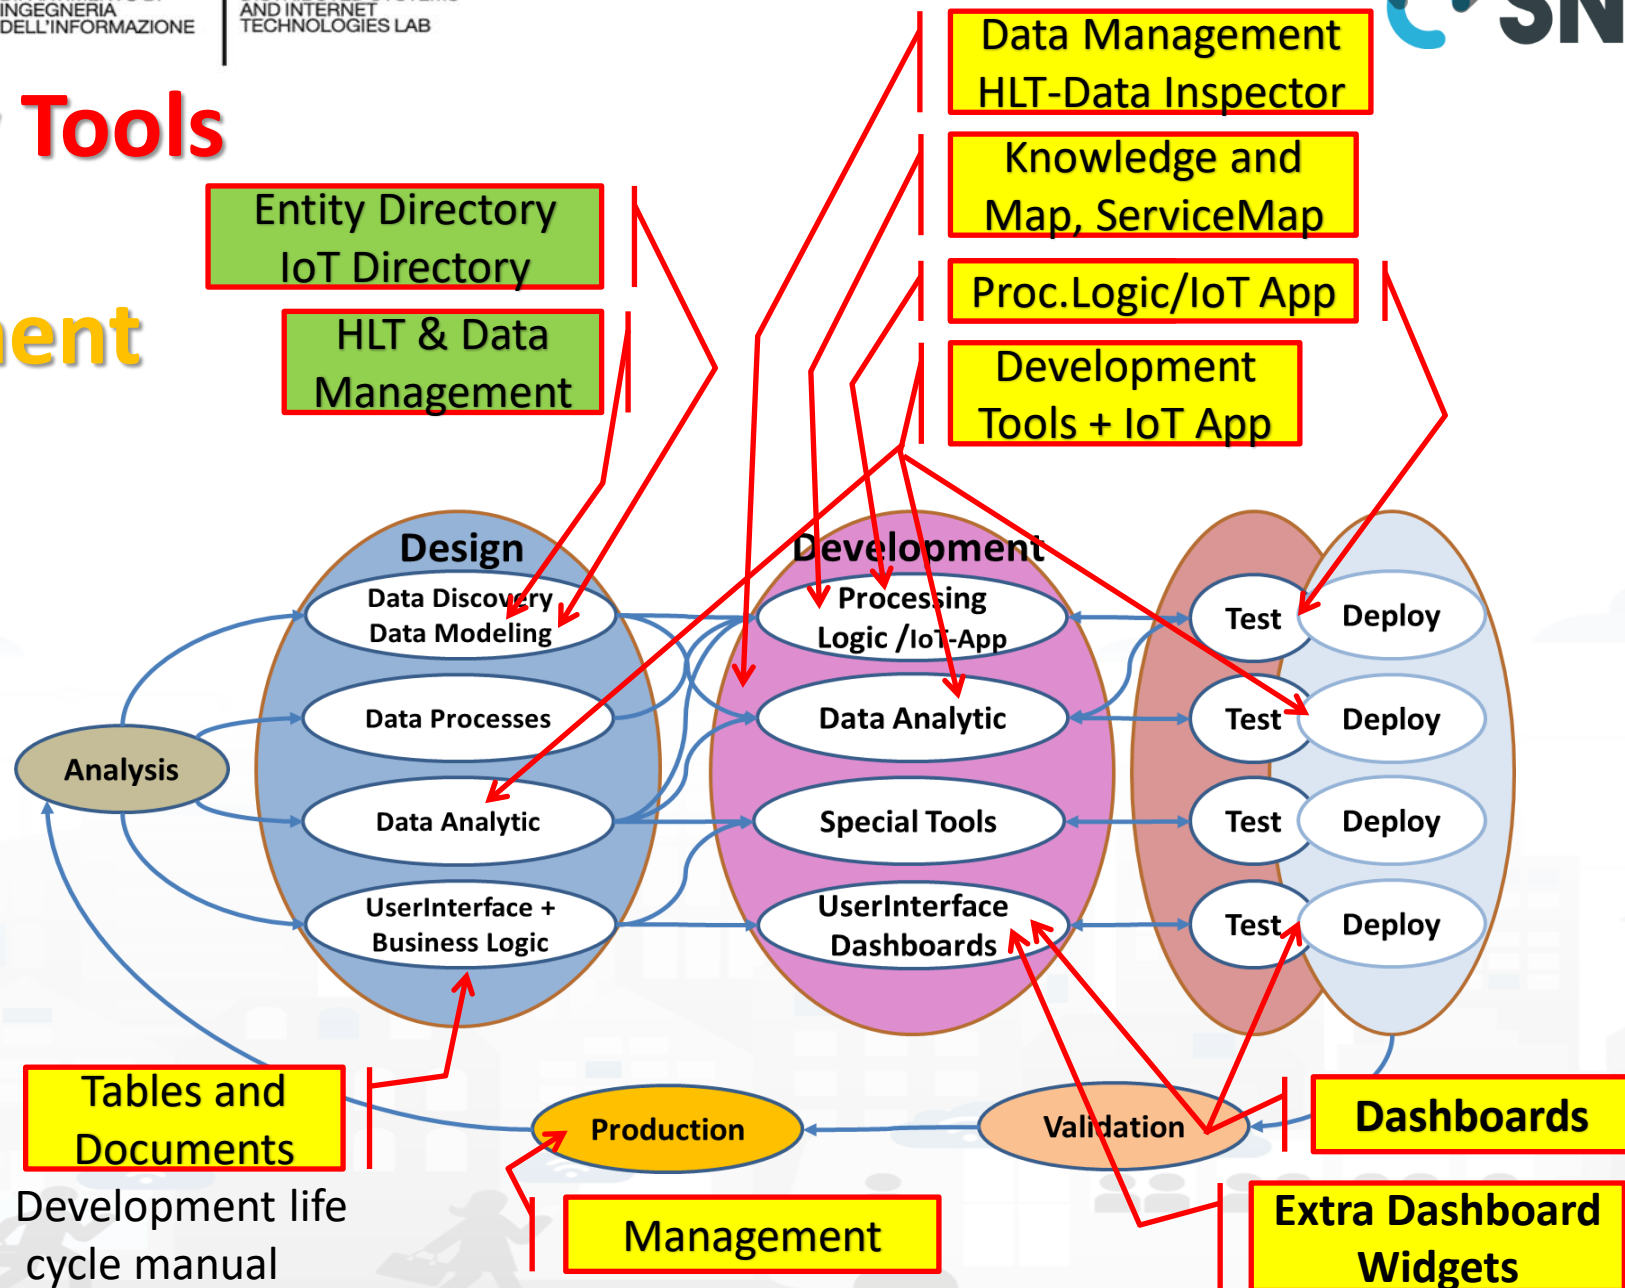 INGEGNERIA
DELL'INFORMAZIONE
AND INTERNET
TECHNOLOGIES LAB
SN
Tools
Data Management
HLT-Data Inspector
Knowledge and
Map, ServiceMap
Entity Directory
IoT Directory
Proc.Logic/IoT App
HLT & Data
Management
Development
Tools + IoT App
Design
Data Discovery
Data Modeling
Data Processes
Data Analytic
UserInterface +
Business Logic
Development
Processing
Logic /IoT-App
Data Analytic
Special Tools
UserInterface
Dashboards
Test
Deploy
Test
Deploy
Test
Deploy
Test
Deploy
Analysis
Tables and
Documents
Production
Validation
Dashboards
Development life
cycle manual
Management
Extra Dashboard
Widgets